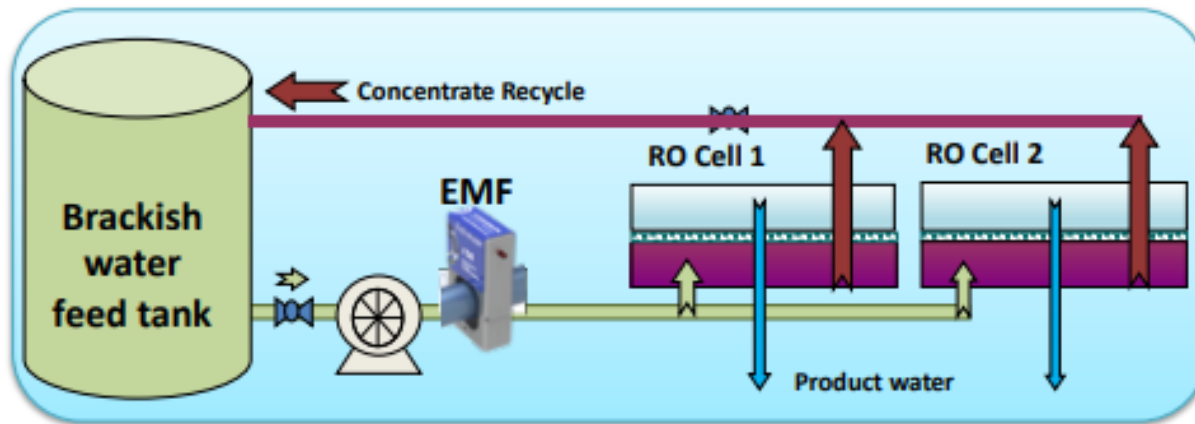 Concentrate Recycle
RO Cell 1
RO Cell 2
EMF
Brackish
water
feed tank
Product water